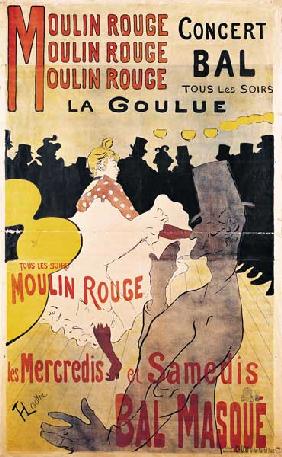 MOULIN ROUGE CONCERT
MOULIN ROUGE BAL
MOULIN ROUGE TOUS LES SOIRS
LA GOULUE
TOUS LES SOIRS
MOULIN ROUGE
les Mercredis et Samedis
BAL MASQUÉ
HLautrec